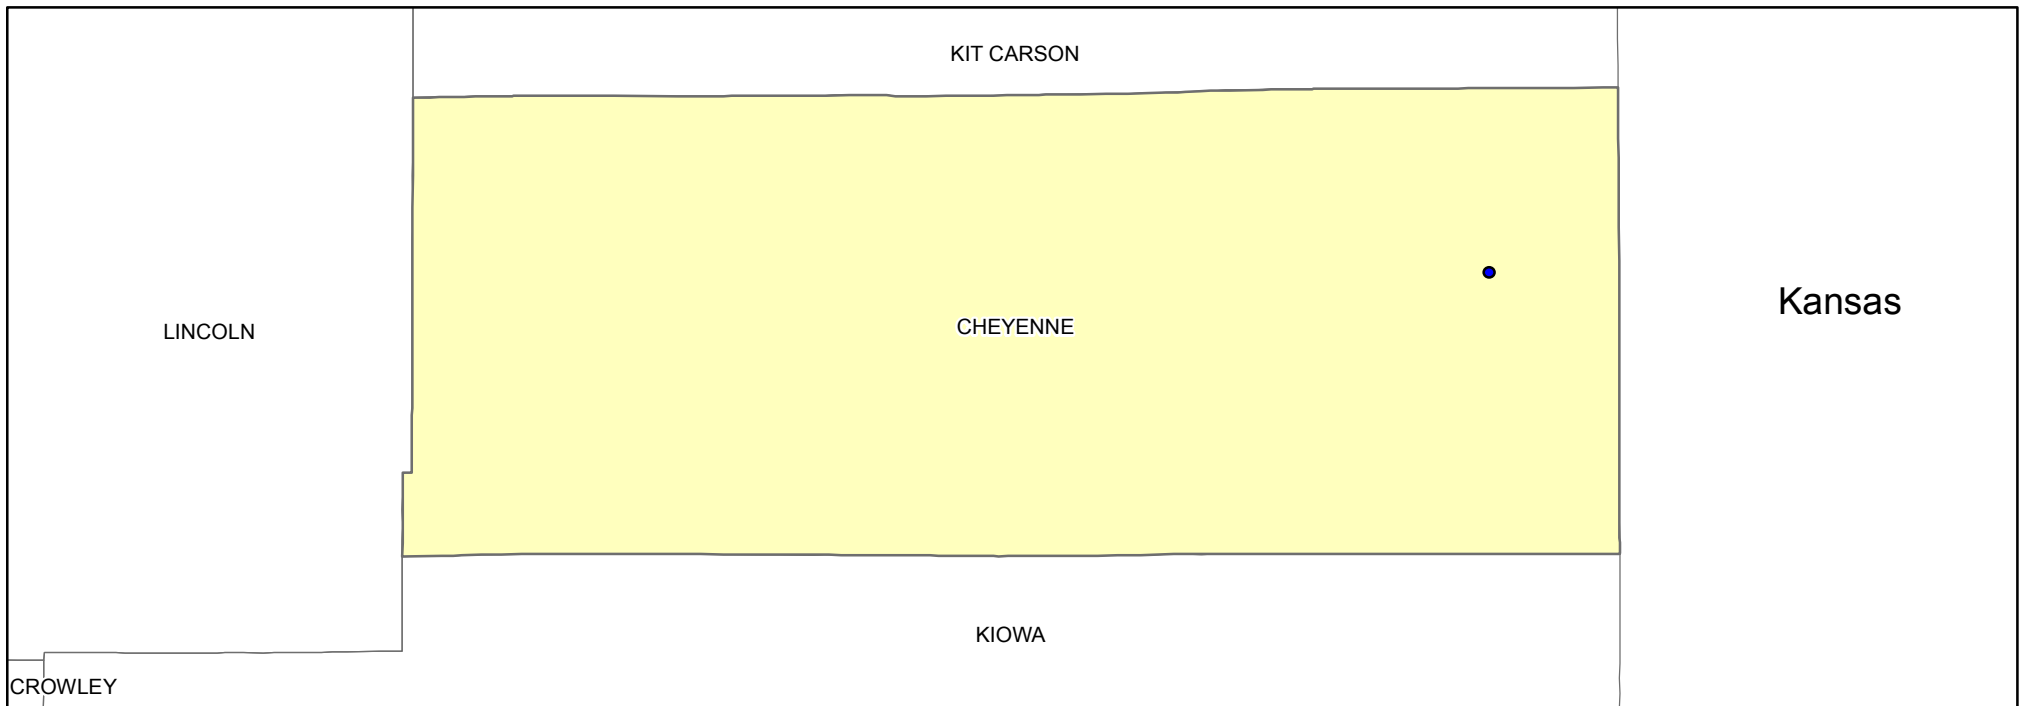 KIT CARSON
Kansas
CHEYENNE
LINCOLN
KIOWA
CROWLEY